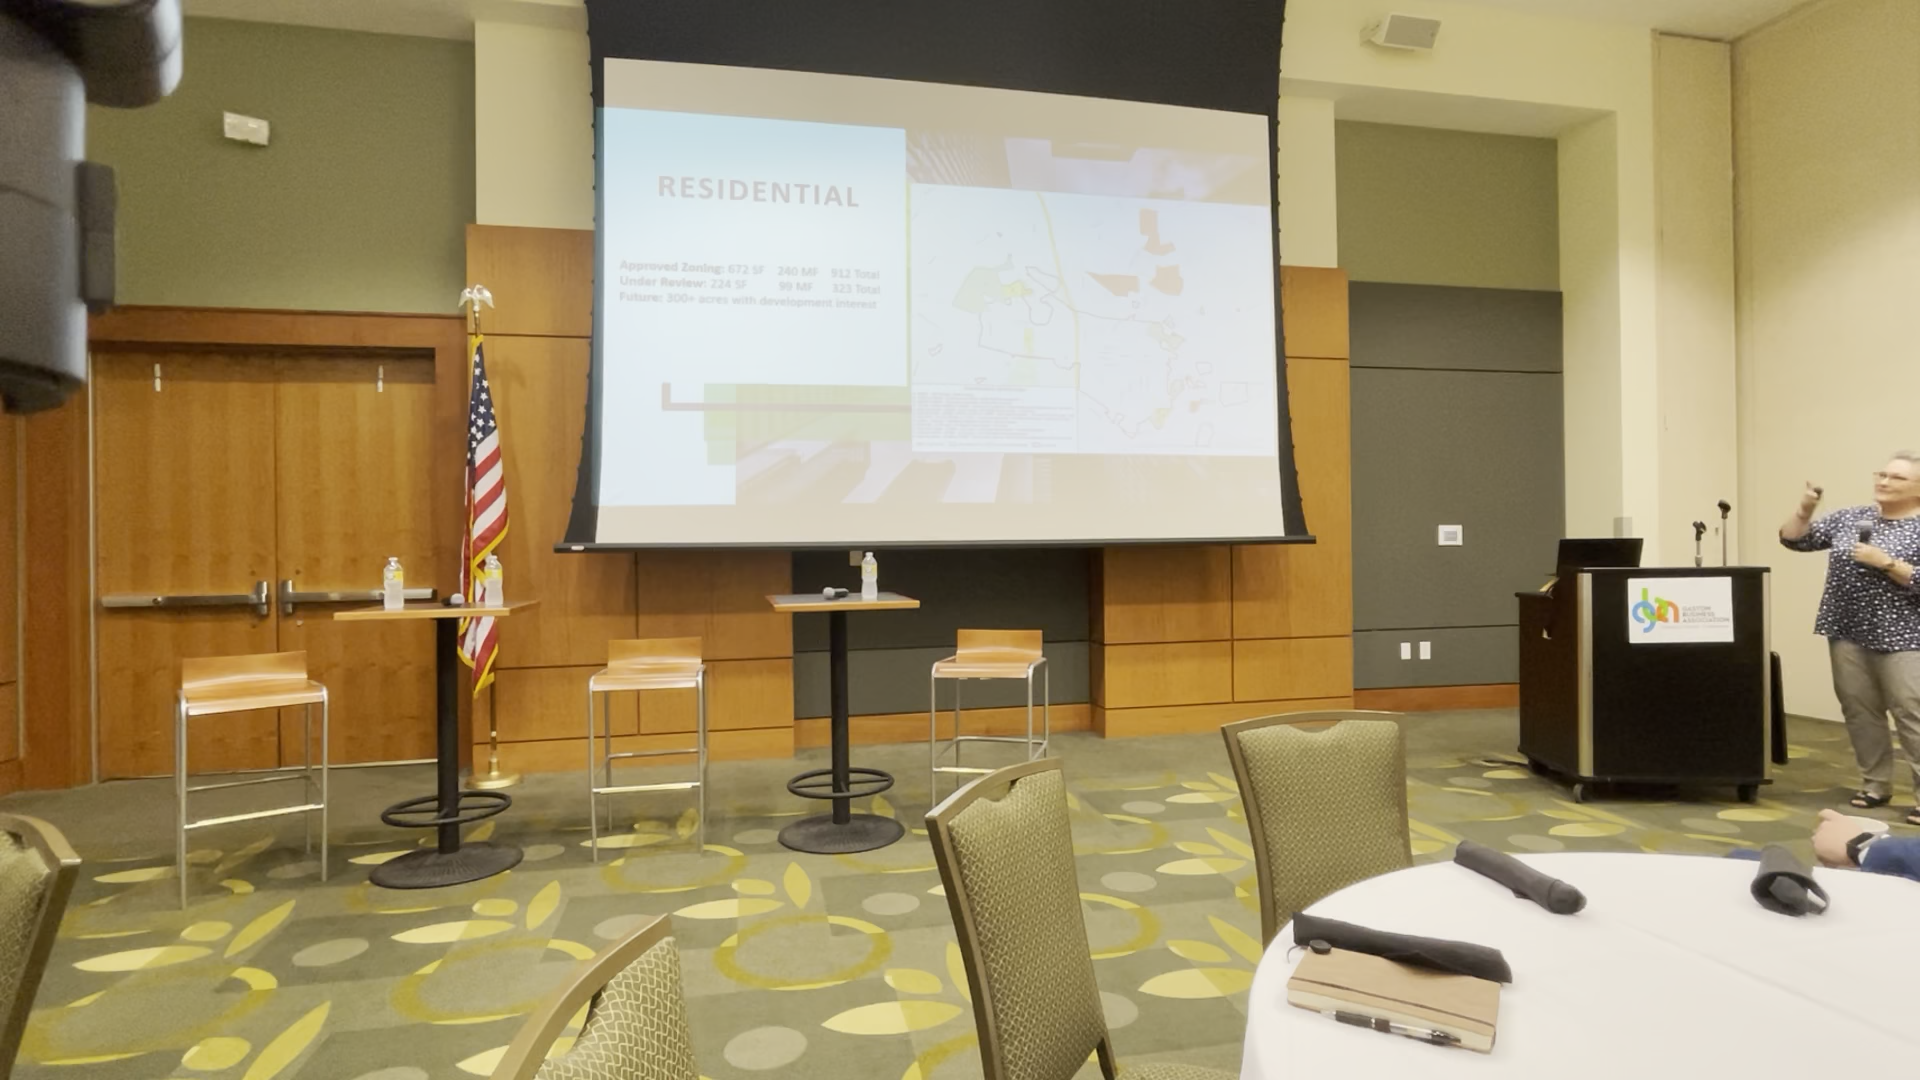 RESIDENTIAL
Approved Zoning: 672 SF 240 MF 912 Total
Under Review: 224 SF 99 MF 323 Total
Future: 300+ acres with development interest
gba
GASTON
BUSINESS
ASSOCIATION